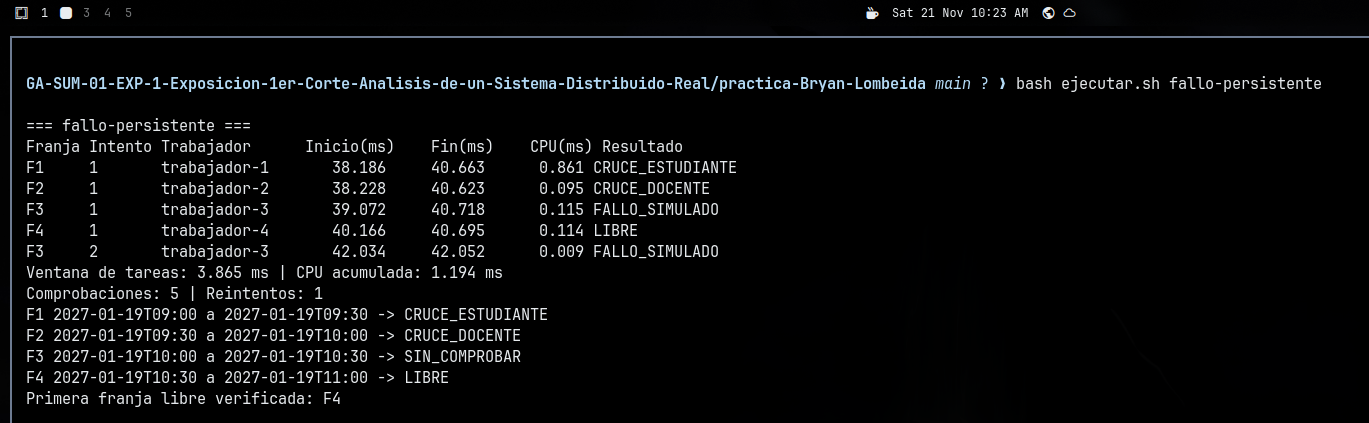 1 3 4 5 Sat 21 Nov 10:23 AM
GA-SUM-01-EXP-1-Exposicion-1er-Corte-Analisis-de-un-Sistema-Distribuido-Real/practica-Bryan-Lombeida main ? ❯ bash ejecutar.sh fallo-persistente
=== fallo-persistente ===
Franja Intento Trabajador      Inicio(ms)    Fin(ms)    CPU(ms) Resultado
F1     1       trabajador-1       38.186     40.663      0.861 CRUCE_ESTUDIANTE
F2     1       trabajador-2       38.228     40.623      0.095 CRUCE_DOCENTE
F3     1       trabajador-3       39.072     40.718      0.115 FALLO_SIMULADO
F4     1       trabajador-4       40.166     40.695      0.114 LIBRE
F3     2       trabajador-3       42.034     42.052      0.009 FALLO_SIMULADO
Ventana de tareas: 3.865 ms | CPU acumulada: 1.194 ms
Comprobaciones: 5 | Reintentos: 1
F1 2027-01-19T09:00 a 2027-01-19T09:30 -> CRUCE_ESTUDIANTE
F2 2027-01-19T09:30 a 2027-01-19T10:00 -> CRUCE_DOCENTE
F3 2027-01-19T10:00 a 2027-01-19T10:30 -> SIN_COMPROBAR
F4 2027-01-19T10:30 a 2027-01-19T11:00 -> LIBRE
Primera franja libre verificada: F4